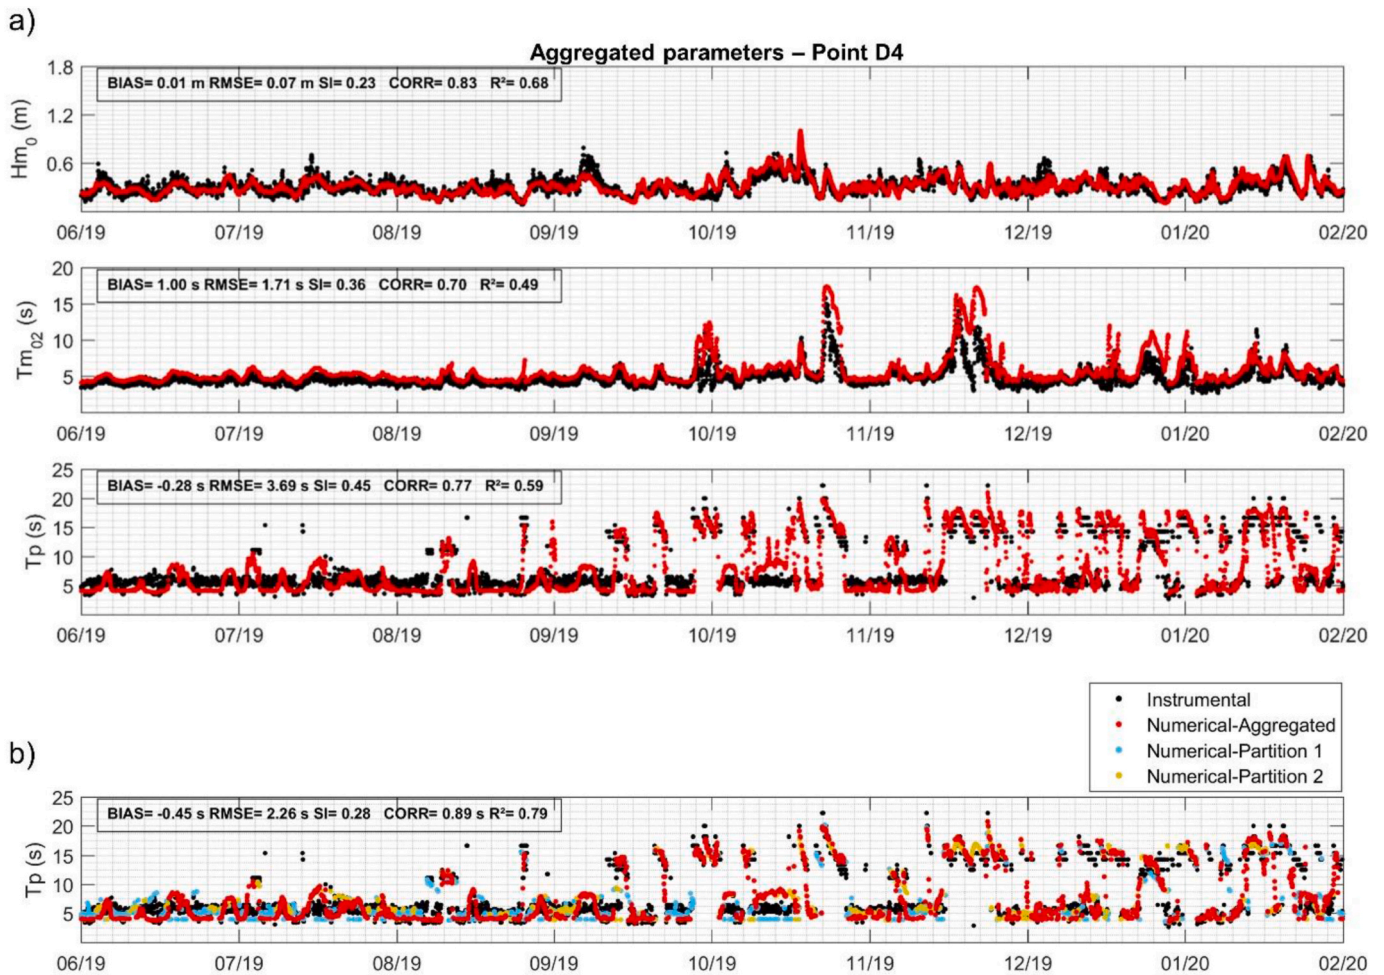 a)
Aggregated parameters – Point D4
BIAS= 0.01 m RMSE= 0.07 m SI= 0.23 CORR= 0.83 R²= 0.68
Hm0 (m)
1.8
1.2
0.6
06/19 07/19 08/19 09/19 10/19 11/19 12/19 01/20 02/20
BIAS= 1.00 s RMSE= 1.71 s SI= 0.36 CORR= 0.70 R²= 0.49
Tm02 (s)
20
15
10
5
06/19 07/19 08/19 09/19 10/19 11/19 12/19 01/20 02/20
BIAS= -0.28 s RMSE= 3.69 s SI= 0.45 CORR= 0.77 R²= 0.59
Tp (s)
25
20
15
10
5
06/19 07/19 08/19 09/19 10/19 11/19 12/19 01/20 02/20
Instrumental
Numerical-Aggregated
Numerical-Partition 1
Numerical-Partition 2
b)
BIAS= -0.45 s RMSE= 2.26 s SI= 0.28 CORR= 0.89 s R²= 0.79
Tp (s)
25
20
15
10
5
06/19 07/19 08/19 09/19 10/19 11/19 12/19 01/20 02/20